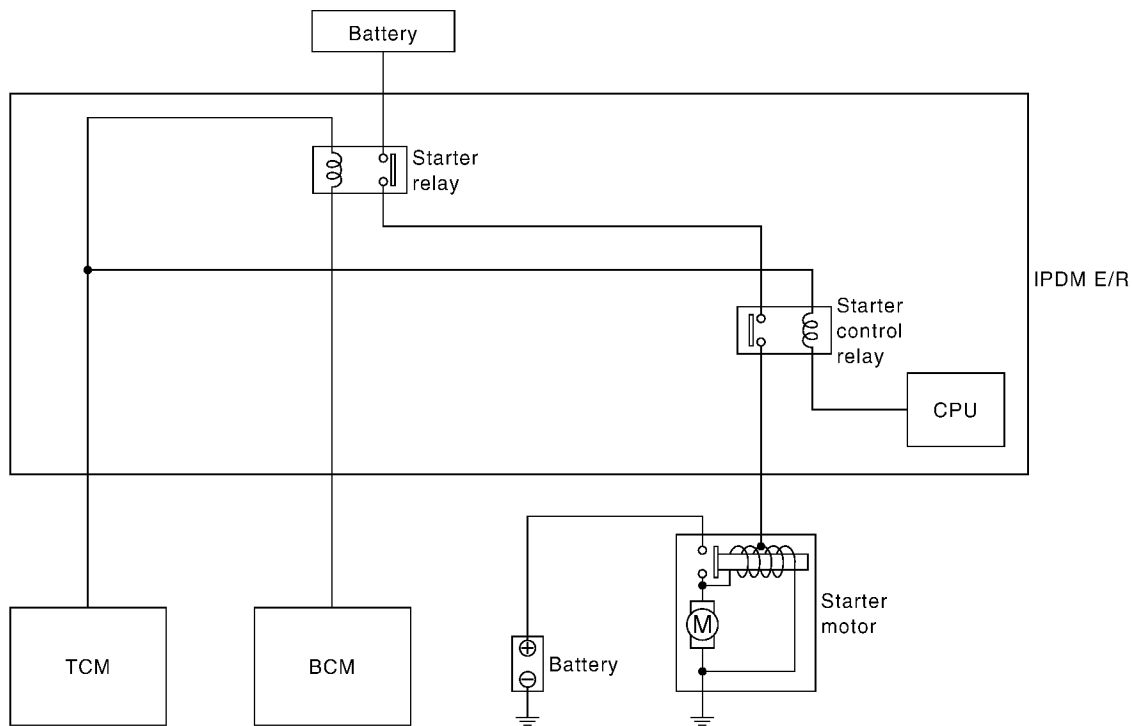 Battery
Starter
relay
IPDM E/R
Starter
control
relay
CPU
Starter
motor
TCM
BCM
Battery
M